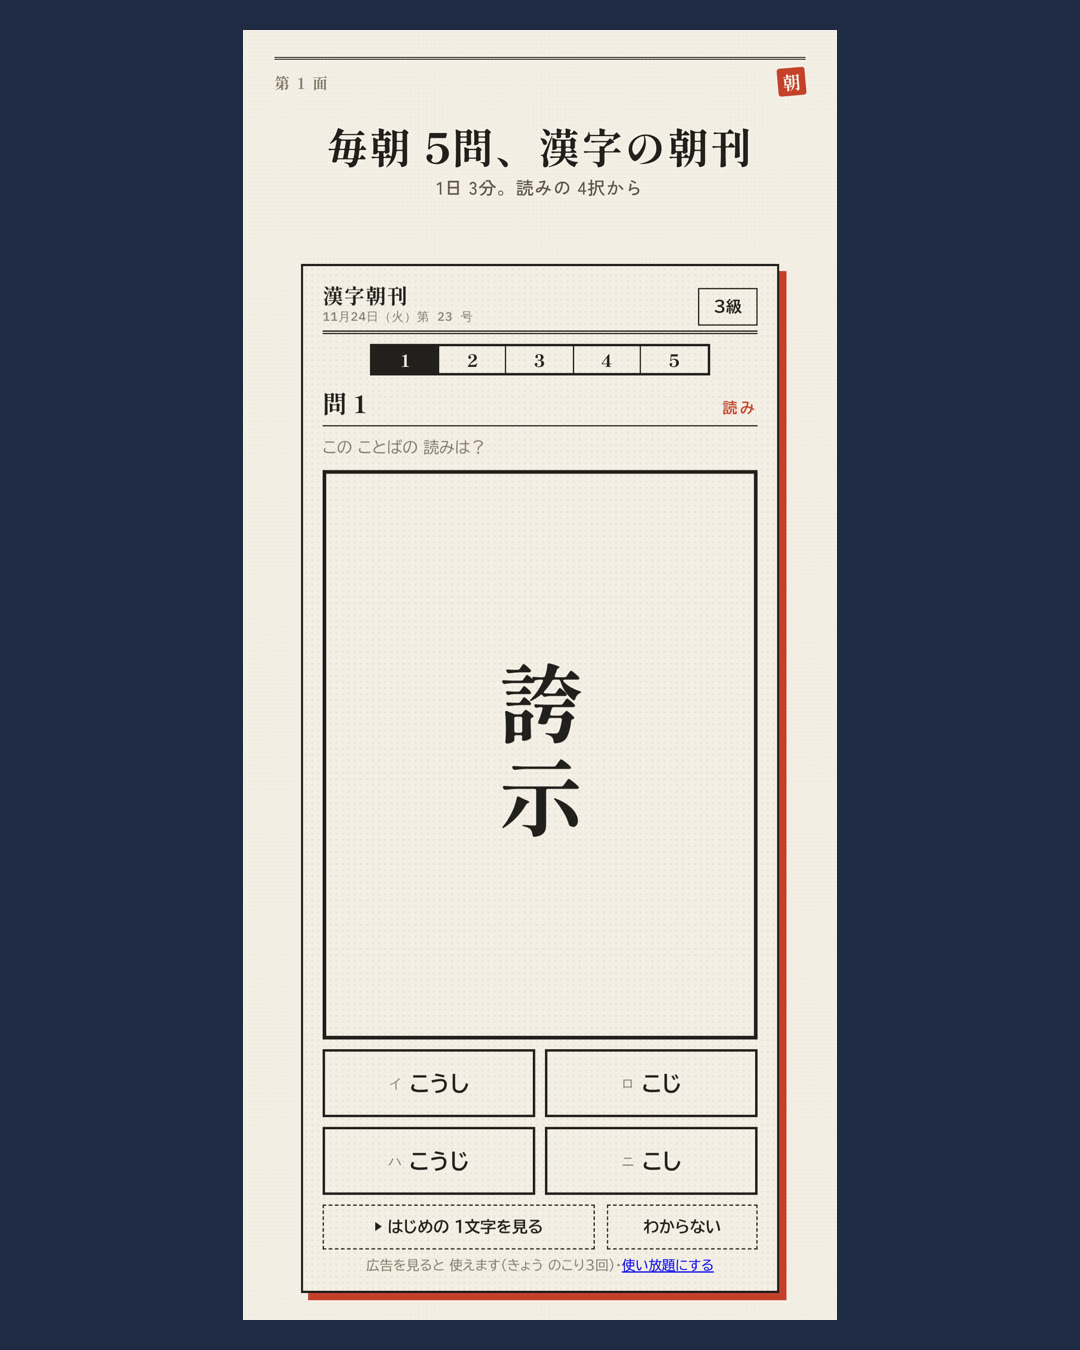 第 1 面
朝
毎朝 5問、漢字の朝刊
1日 3分。読みの 4択から
漢字朝刊
11月24日（火）第 23 号
3級
1 2 3 4 5
問 1
読み
この ことばの 読みは？
誇示
イ こうし
ロ こじ
ハ こうじ
ニ こし
▶はじめの 1文字を見る
わからない
広告を見ると 使えます（きょう のこり3回）・使い放題にする